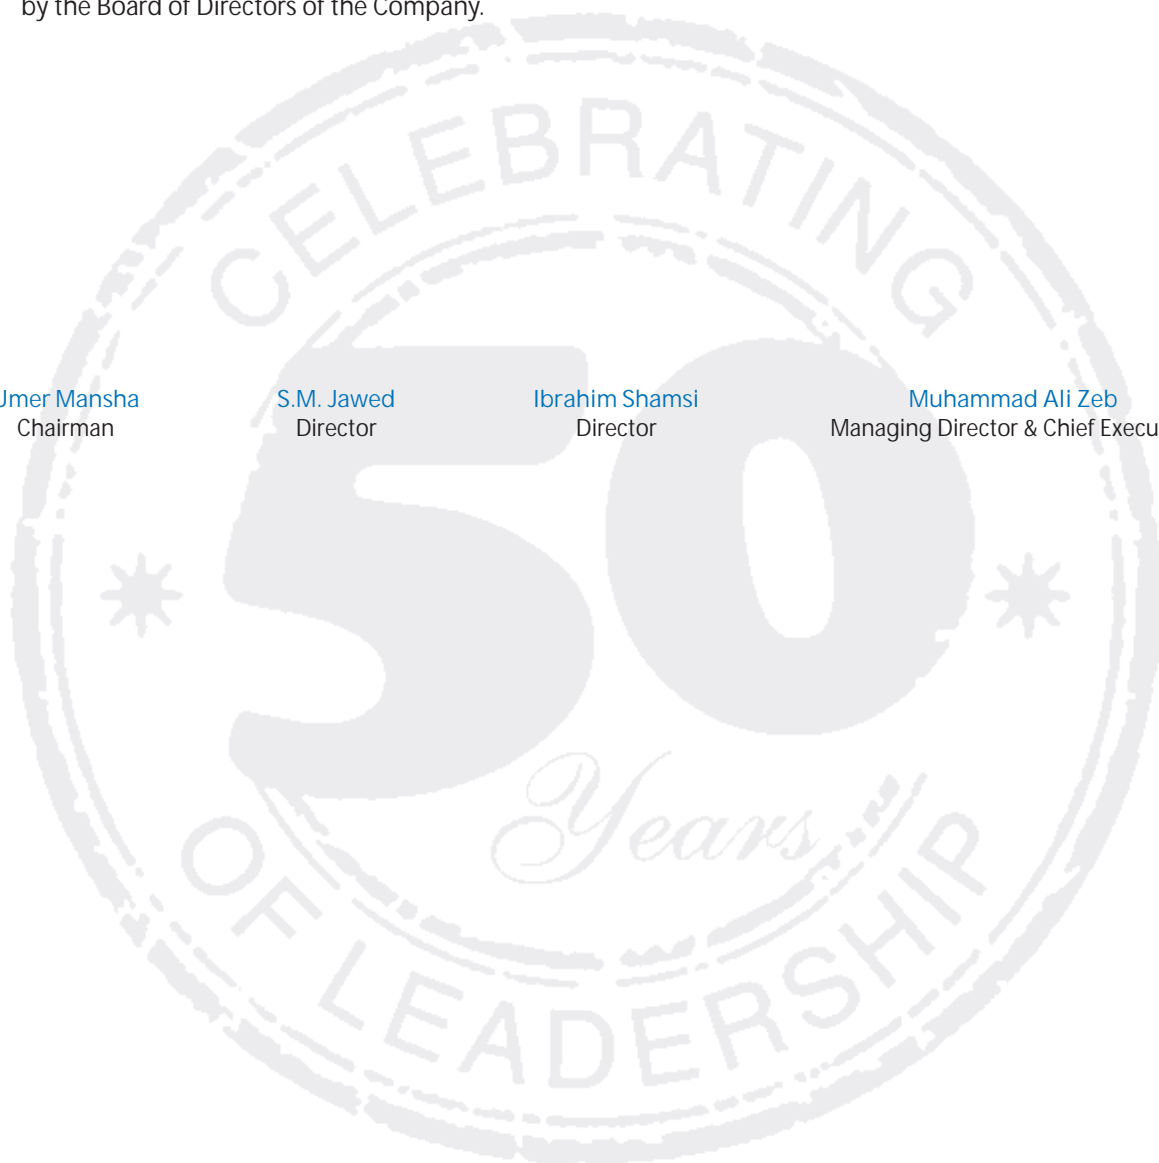 by the Board of Directors of the Company.
CELEBRATING
Umer Mansha S.M. Jawed Ibrahim Shamsi Muhammad Ali Zeb
Chairman Director Director Managing Director & Chief Execu
50
Years
OF LEADERSHIP